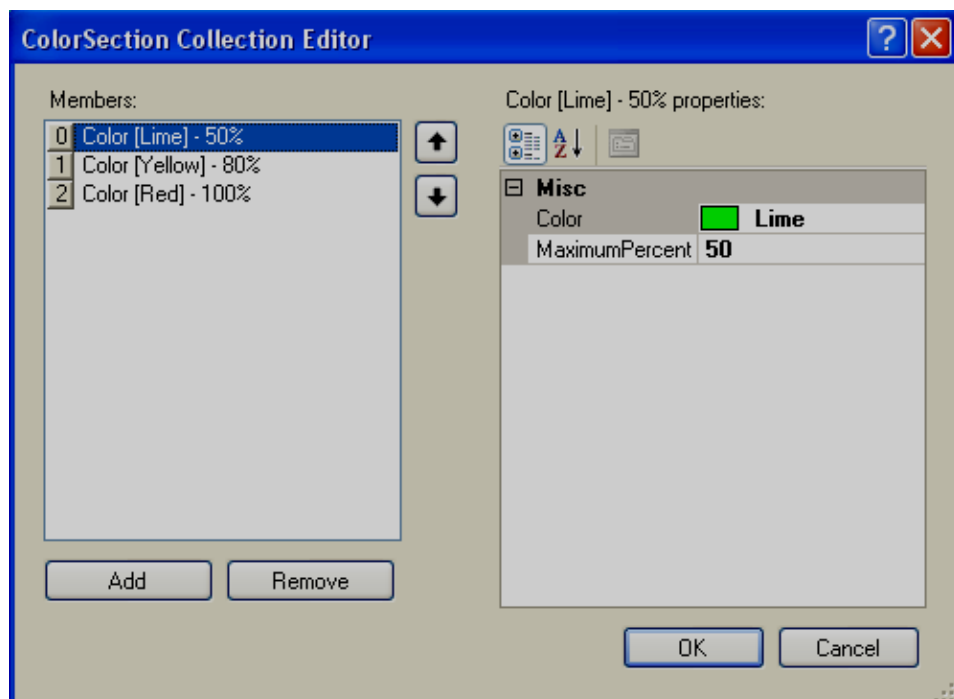 ColorSection Collection Editor
Members:
0 Color [Lime] - 50%
1 Color [Yellow] - 80%
2 Color [Red] - 100%
Add
Remove
Color [Lime] - 50% properties:
A
Z
Misc
Color Lime
MaximumPercent 50
OK
Cancel